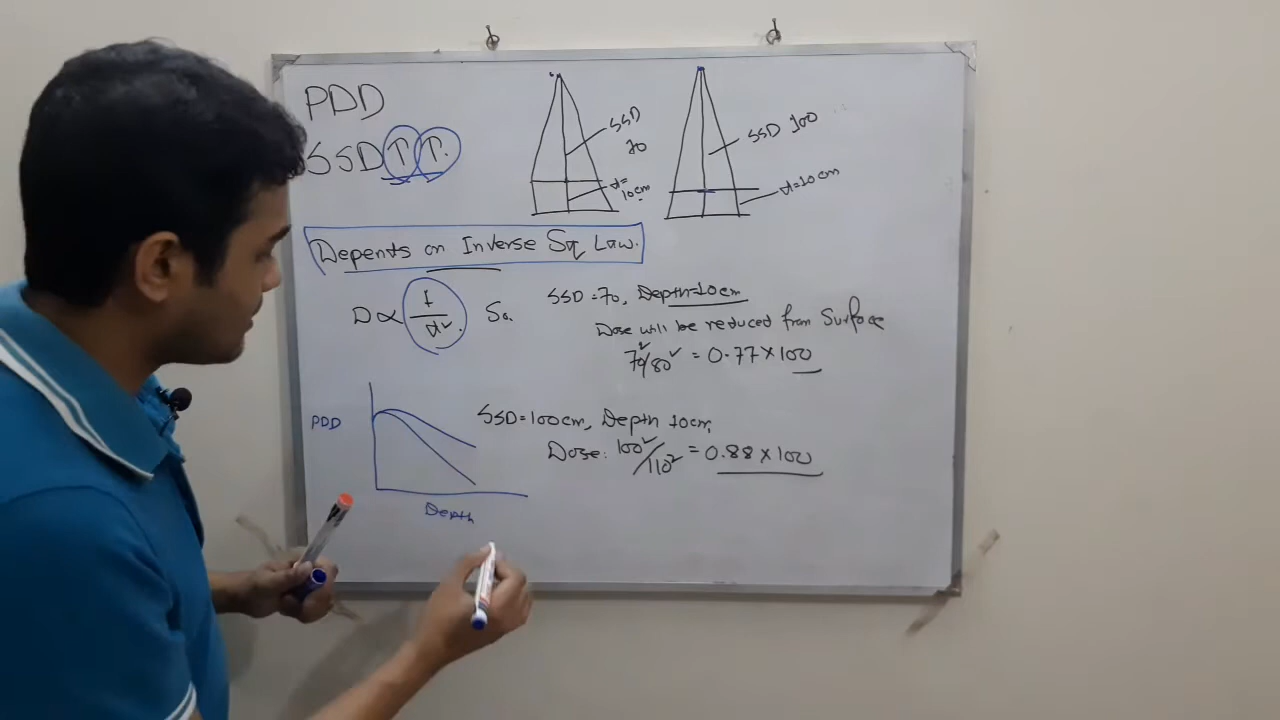 PDD
SSD↑↑
SSD
70
d=
10cm
SSD 100
d=10cm
Depends on Inverse Sq Law.
D∝ 1/d² Sq.
SSD=70, Depth=10cm
Dose will be reduced from Surface
70²/80² = 0.77×100
PDD
Depth
SSD=100cm, Depth 10cm,
Dose: 100²/110² = 0.88×100